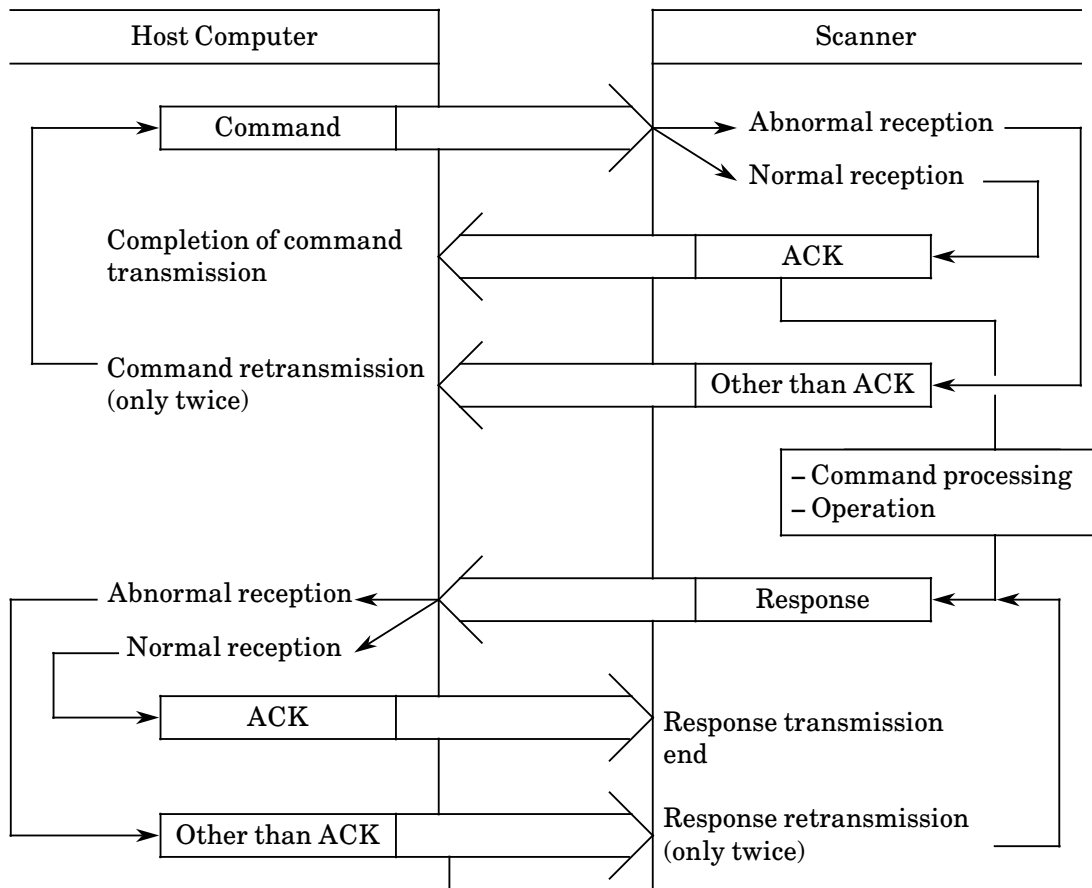 Host Computer
Scanner
Command
Abnormal reception
Normal reception
Completion of command
transmission
ACK
Command retransmission
(only twice)
Other than ACK
– Command processing
– Operation
Abnormal reception
Response
Normal reception
ACK
Response transmission
end
Other than ACK
Response retransmission
(only twice)